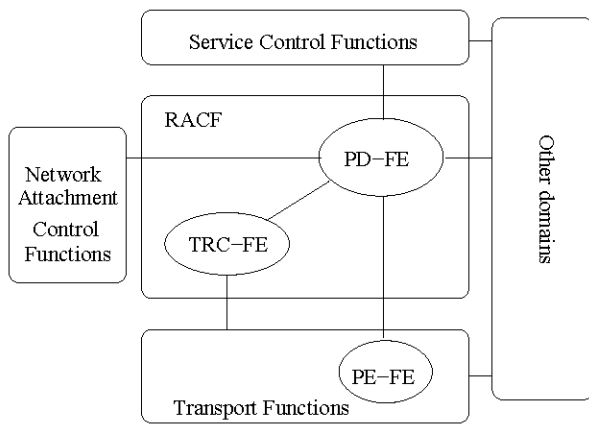 Service Control Functions
RACF
PD−FE
Network
Attachment
Control
Functions
TRC−FE
Other domains
PE−FE
Transport Functions